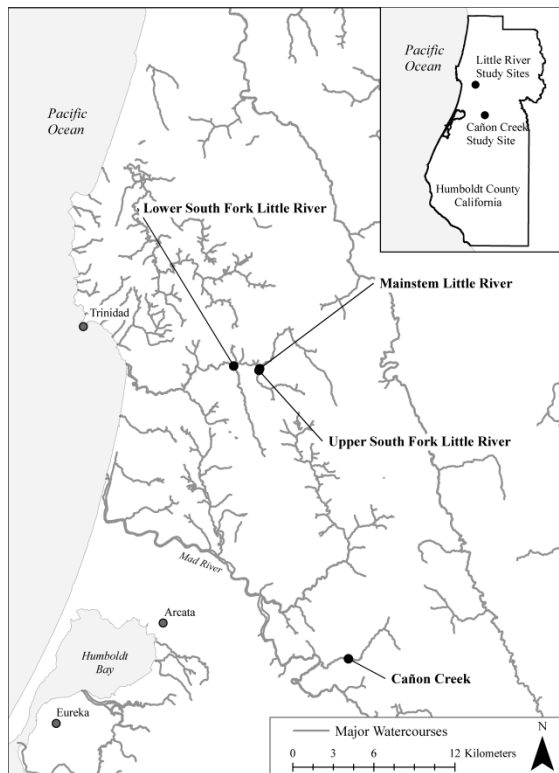 Pacific
Ocean
Pacific
Ocean
Little River
Study Sites
Cañon Creek
Study Site
Humboldt County
California
Lower South Fork Little River
Mainstem Little River
Trinidad
Upper South Fork Little River
Mad River
Arcata
Humboldt
Bay
Cañon Creek
Eureka
Major Watercourses
N
0 3 6 12 Kilometers